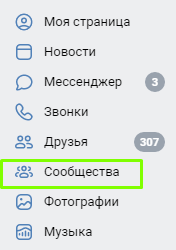 Моя страница
Новости
Мессенджер 3
Звонки
Друзья 307
Сообщества
Фотографии
Музыка